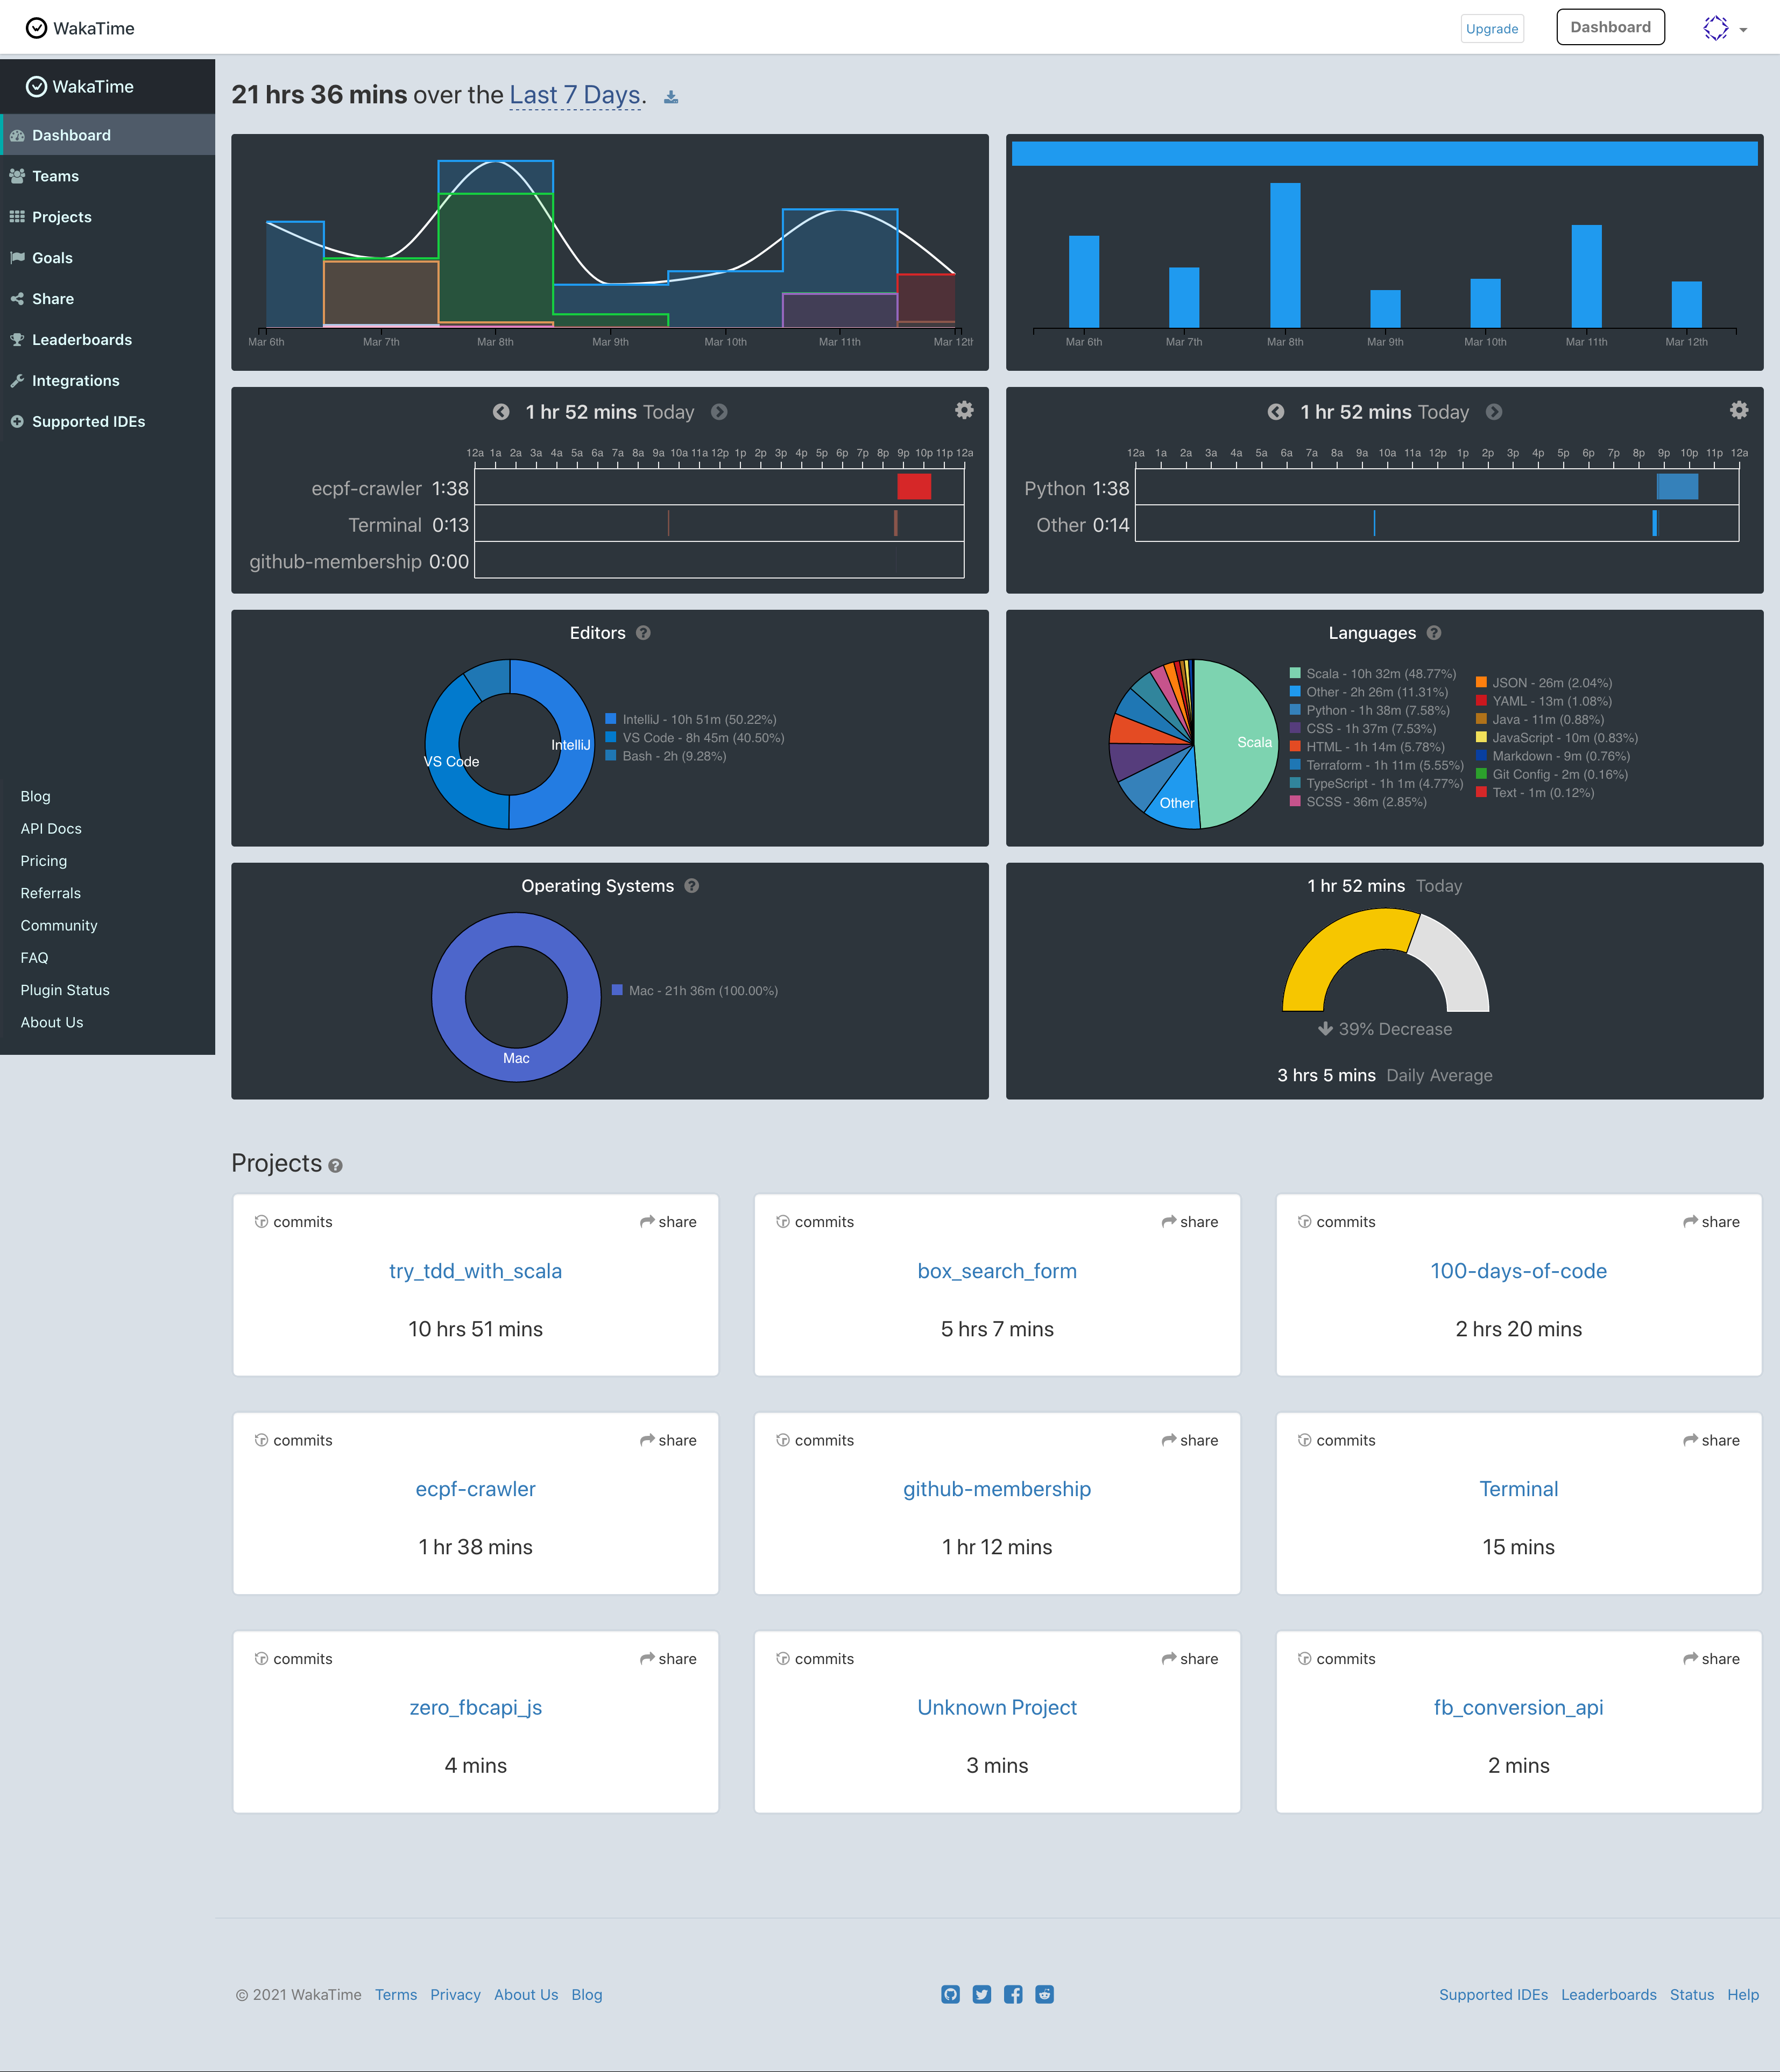 WakaTime
Upgrade
Dashboard
WakaTime
Dashboard
Teams
Projects
Goals
Share
Leaderboards
Integrations
Supported IDEs
Blog
API Docs
Pricing
Referrals
Community
FAQ
Plugin Status
About Us
21 hrs 36 mins over the Last 7 Days.
Mar 6th Mar 7th Mar 8th Mar 9th Mar 10th Mar 11th Mar 12th
Mar 6th Mar 7th Mar 8th Mar 9th Mar 10th Mar 11th Mar 12th
1 hr 52 mins Today
12a 1a 2a 3a 4a 5a 6a 7a 8a 9a 10a 11a 12p 1p 2p 3p 4p 5p 6p 7p 8p 9p 10p 11p 12a
ecpf-crawler 1:38
Terminal 0:13
github-membership 0:00
1 hr 52 mins Today
12a 1a 2a 3a 4a 5a 6a 7a 8a 9a 10a 11a 12p 1p 2p 3p 4p 5p 6p 7p 8p 9p 10p 11p 12a
Python 1:38
Other 0:14
Editors
IntelliJ
VS Code
IntelliJ - 10h 51m (50.22%)
VS Code - 8h 45m (40.50%)
Bash - 2h (9.28%)
Languages
Scala
Other
Scala - 10h 32m (48.77%)
Other - 2h 26m (11.31%)
Python - 1h 38m (7.58%)
CSS - 1h 37m (7.53%)
HTML - 1h 14m (5.78%)
Terraform - 1h 11m (5.55%)
TypeScript - 1h 1m (4.77%)
SCSS - 36m (2.85%)
JSON - 26m (2.04%)
YAML - 13m (1.08%)
Java - 11m (0.88%)
JavaScript - 10m (0.83%)
Markdown - 9m (0.76%)
Git Config - 2m (0.16%)
Text - 1m (0.12%)
Operating Systems
Mac
Mac - 21h 36m (100.00%)
1 hr 52 mins Today
39% Decrease
3 hrs 5 mins Daily Average
Projects
commits share
try_tdd_with_scala
10 hrs 51 mins
commits share
box_search_form
5 hrs 7 mins
commits share
100-days-of-code
2 hrs 20 mins
commits share
ecpf-crawler
1 hr 38 mins
commits share
github-membership
1 hr 12 mins
commits share
Terminal
15 mins
commits share
zero_fbcapi_js
4 mins
commits share
Unknown Project
3 mins
commits share
fb_conversion_api
2 mins
© 2021 WakaTime Terms Privacy About Us Blog
Supported IDEs Leaderboards Status Help